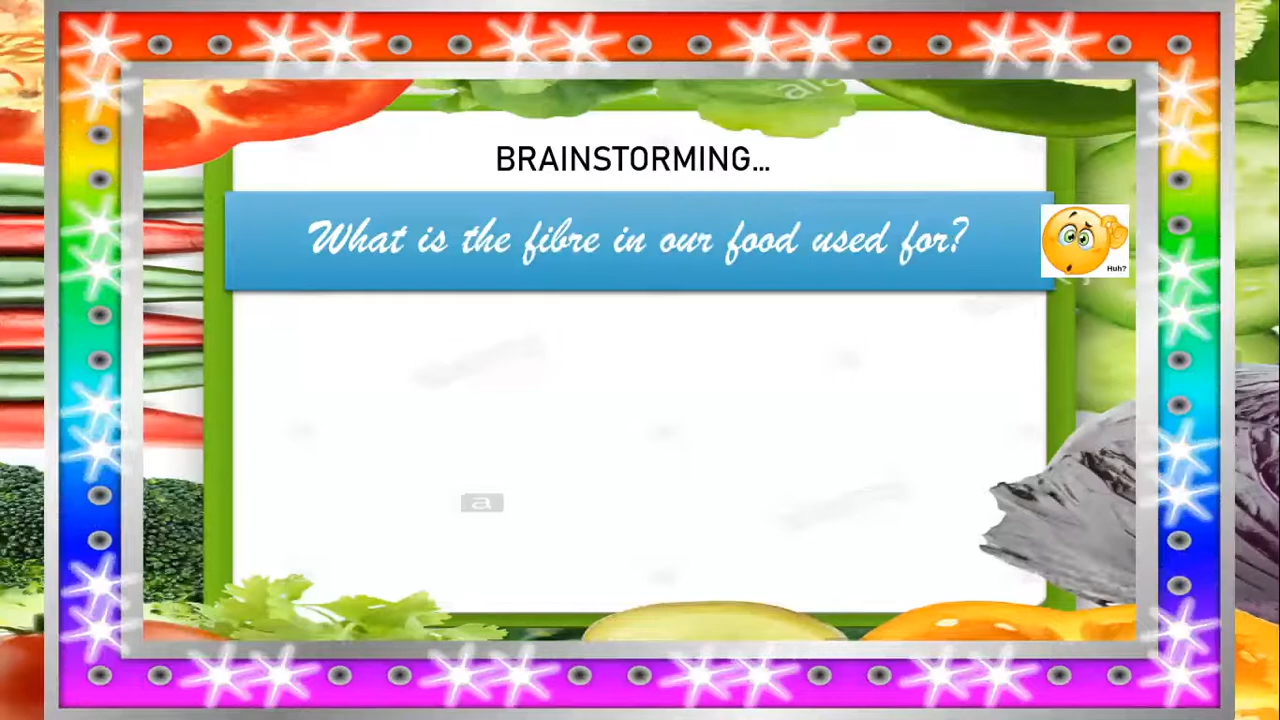 BRAINSTORMING...
What is the fibre in our food used for?
Huh?
a